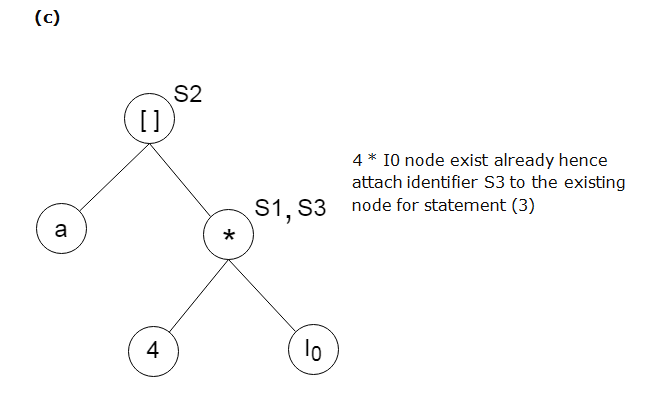 (c)
S2
[ ]
S1, S3
a
*
4
I0
4 * I0 node exist already hence
attach identifier S3 to the existing
node for statement (3)